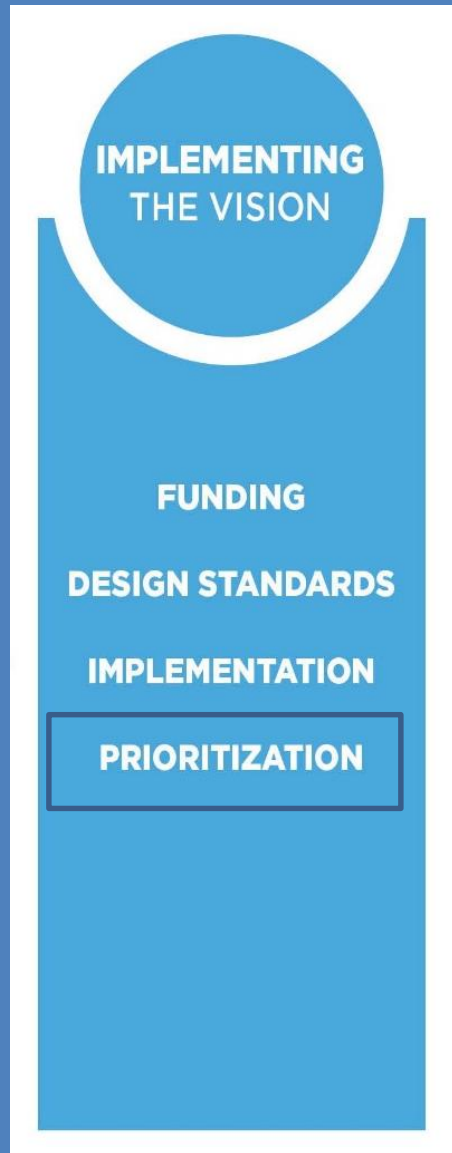 IMPLEMENTING
THE VISION
FUNDING
DESIGN STANDARDS
IMPLEMENTATION
PRIORITIZATION